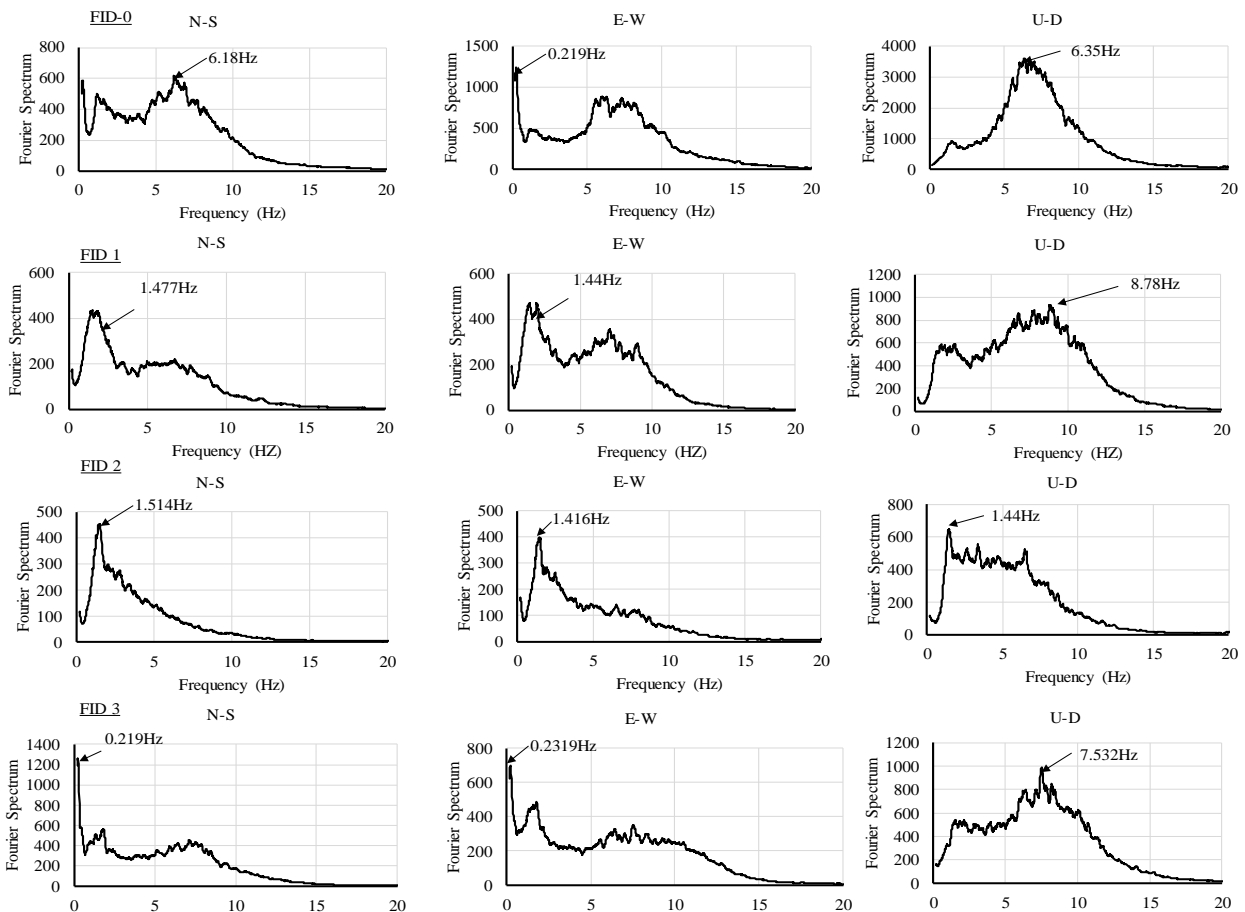 FID-0
N-S
E-W
U-D
800
600
400
200
0
Fourier Spectrum
6.18Hz
0 5 10 15 20
Frequency (Hz)
1500
1000
500
0
Fourier Spectrum
0.219Hz
0 5 10 15 20
Frequency (Hz)
4000
3000
2000
1000
0
Fourier Spectrum
6.35Hz
0 5 10 15 20
Frequency (Hz)
FID 1
N-S
E-W
U-D
600
400
200
0
Fourier Spectrum
1.477Hz
0 5 10 15 20
Frequency (HZ)
600
400
200
0
Fourier Spectrum
1.44Hz
0 5 10 15 20
Frequency (HZ)
1200
1000
800
600
400
200
0
Fourier Spectrum
8.78Hz
0 5 10 15 20
Frequency (Hz)
FID 2
N-S
E-W
U-D
500
400
300
200
100
0
Fourier Spectrum
1.514Hz
0 5 10 15 20
Frequency (Hz)
500
400
300
200
100
0
Fourier Spectrum
1.416Hz
0 5 10 15 20
Frequency (Hz)
800
600
400
200
0
Fourier Spectrum
1.44Hz
0 5 10 15 20
Frequency (Hz)
FID 3
N-S
E-W
U-D
1400
1200
1000
800
600
400
200
0
Fourier Spectrum
0.219Hz
0 5 10 15 20
800
600
400
200
0
Fourier Spectrum
0.2319Hz
0 5 10 15 20
1200
1000
800
600
400
200
0
Fourier Spectrum
7.532Hz
0 5 10 15 20